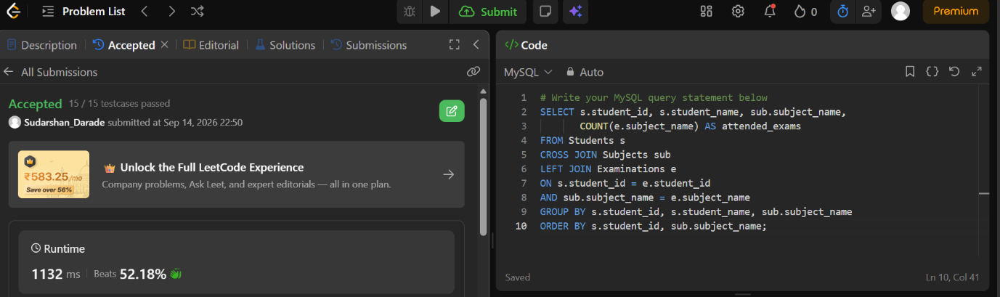 Problem List
Submit
0
Premium
Description
Accepted
Editorial
Solutions
Submissions
All Submissions
Accepted 15 / 15 testcases passed
Sudarshan_Darade submitted at Sep 14, 2026 22:50
₹583.25/mo
Save over 56%
Unlock the Full LeetCode Experience
Company problems, Ask Leet, and expert editorials — all in one plan.
Runtime
1132 ms Beats 52.18%
</> Code
MySQL Auto
1 # Write your MySQL query statement below
2 SELECT s.student_id, s.student_name, sub.subject_name,
3 COUNT(e.subject_name) AS attended_exams
4 FROM Students s
5 CROSS JOIN Subjects sub
6 LEFT JOIN Examinations e
7 ON s.student_id = e.student_id
8 AND sub.subject_name = e.subject_name
9 GROUP BY s.student_id, s.student_name, sub.subject_name
10 ORDER BY s.student_id, sub.subject_name;
Saved
Ln 10, Col 41